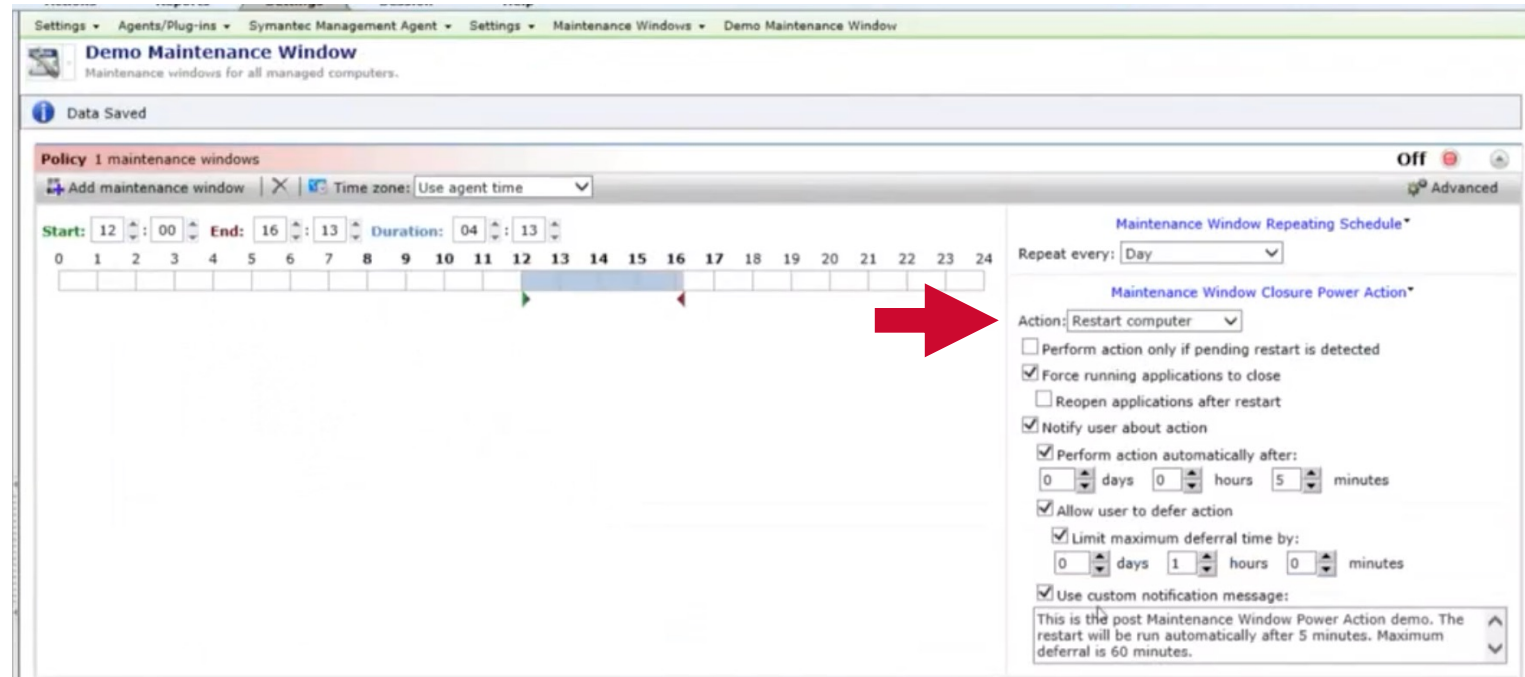 Actions Reports Settings Session Help
Settings Agents/Plug-ins Symantec Management Agent Settings Maintenance Windows Demo Maintenance Window
Demo Maintenance Window
Maintenance windows for all managed computers.
Data Saved
Policy 1 maintenance windows Off
Add maintenance window Time zone: Use agent time Advanced
Start: 12 : 00 End: 16 : 13 Duration: 04 : 13
0 1 2 3 4 5 6 7 8 9 10 11 12 13 14 15 16 17 18 19 20 21 22 23 24
Maintenance Window Repeating Schedule
Repeat every: Day
Maintenance Window Closure Power Action
Action: Restart computer
Perform action only if pending restart is detected
Force running applications to close
Reopen applications after restart
Notify user about action
Perform action automatically after:
0 days 0 hours 5 minutes
Allow user to defer action
Limit maximum deferral time by:
0 days 1 hours 0 minutes
Use custom notification message:
This is the post Maintenance Window Power Action demo. The
restart will be run automatically after 5 minutes. Maximum
deferral is 60 minutes.